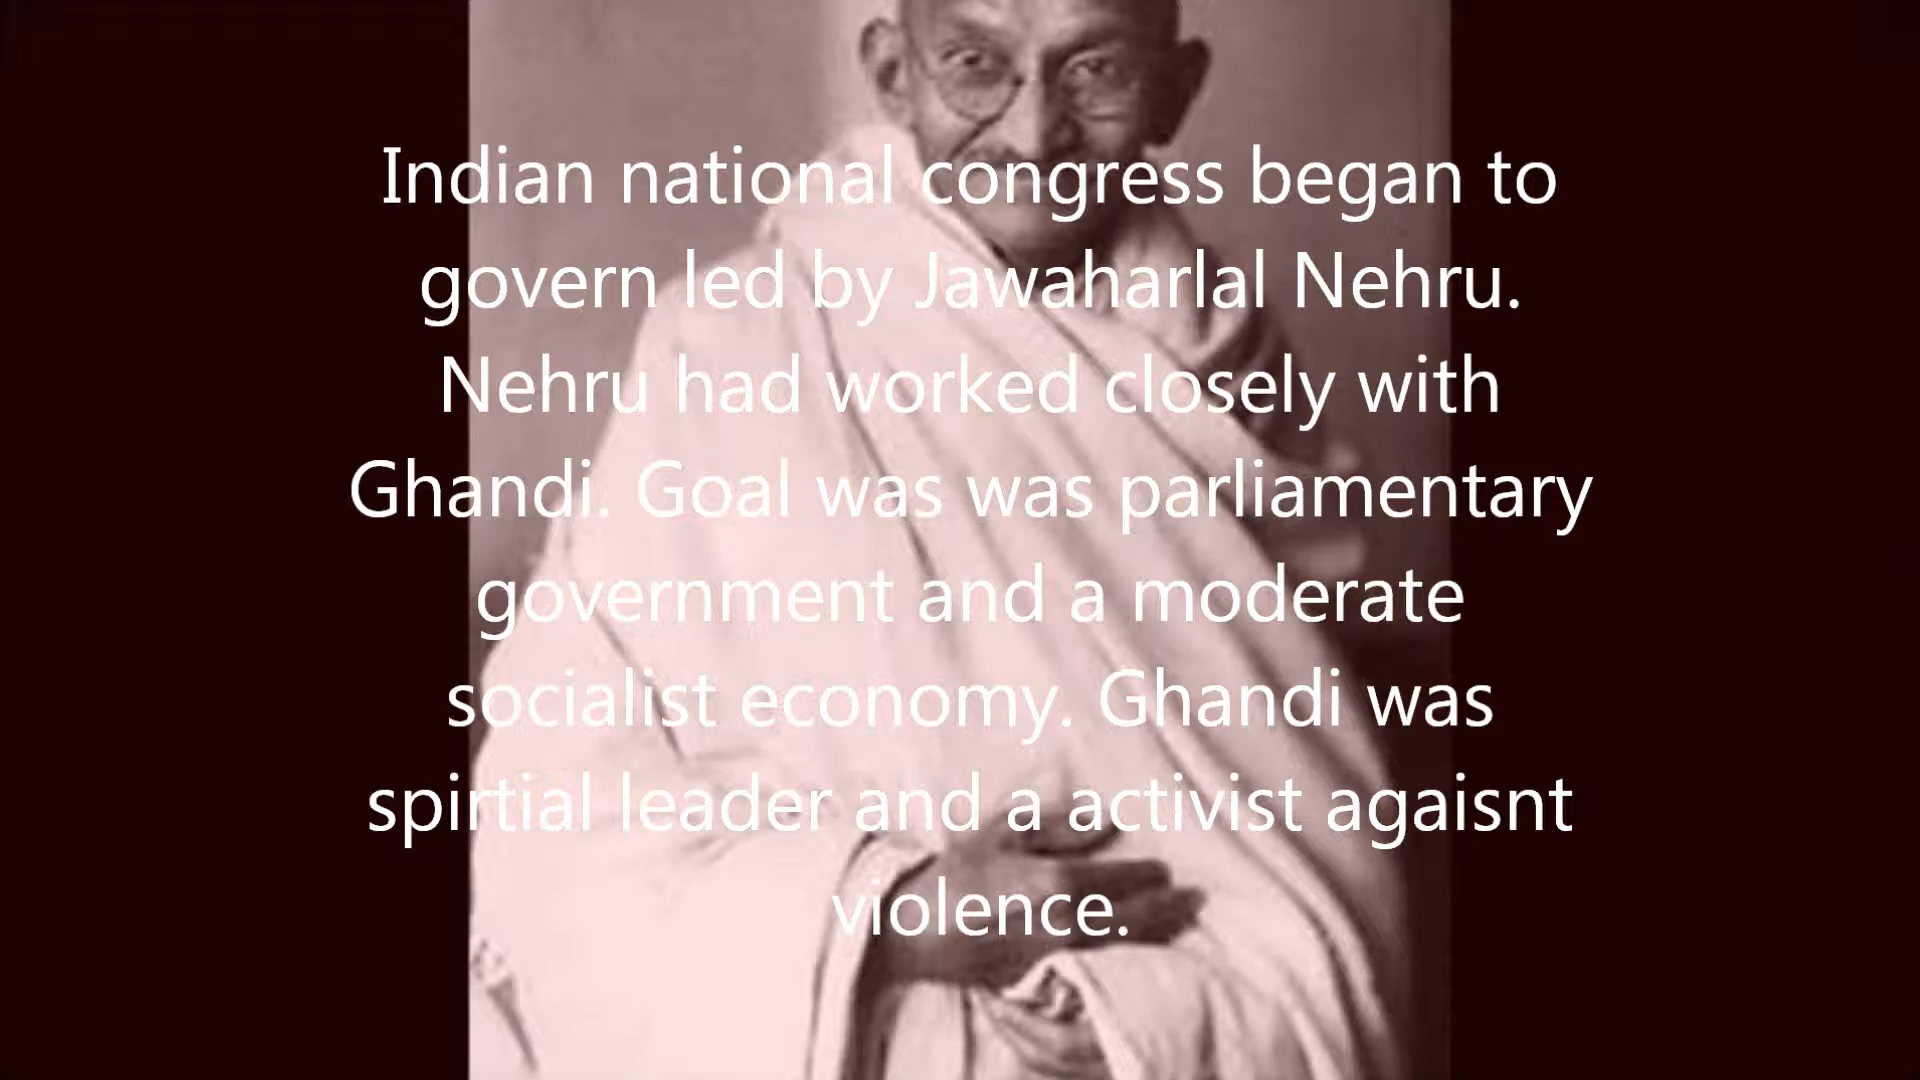 Indian national congress began to
govern led by Jawaharlal Nehru.
Nehru had worked closely with
Ghandi. Goal was was parliamentary
government and a moderate
socialist economy. Ghandi was
spirtial leader and a activist agaisnt
violence.